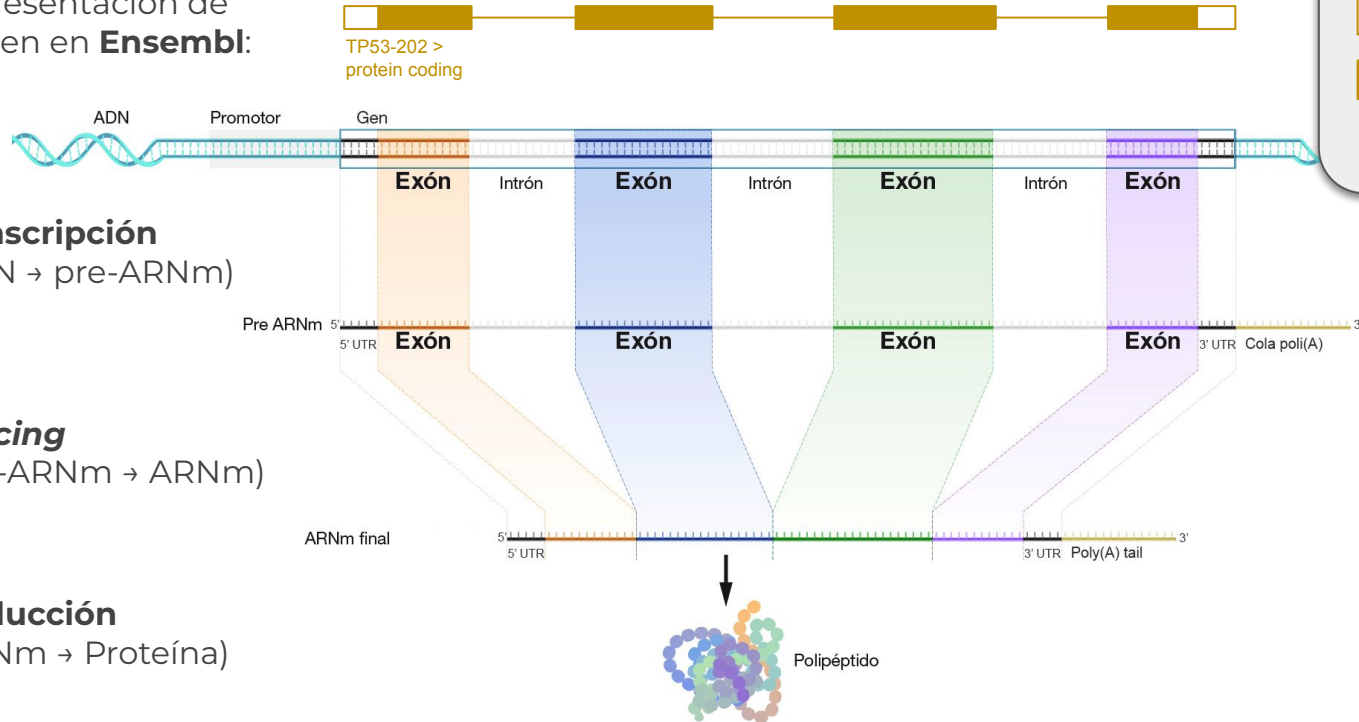 esentación de
en en Ensembl:
TP53-202 >
protein coding
ADN
Promotor
Gen
Exón
Intrón
Exón
Intrón
Exón
Intrón
Exón
nscripción
N → pre-ARNm)
Pre ARNm
5'
3'
5' UTR
Exón
Exón
Exón
Exón
3' UTR
Cola poli(A)
cing
-ARNm → ARNm)
ARNm final
5'
3'
5' UTR
3' UTR
Poly(A) tail
ducción
Nm → Proteína)
Polipéptido